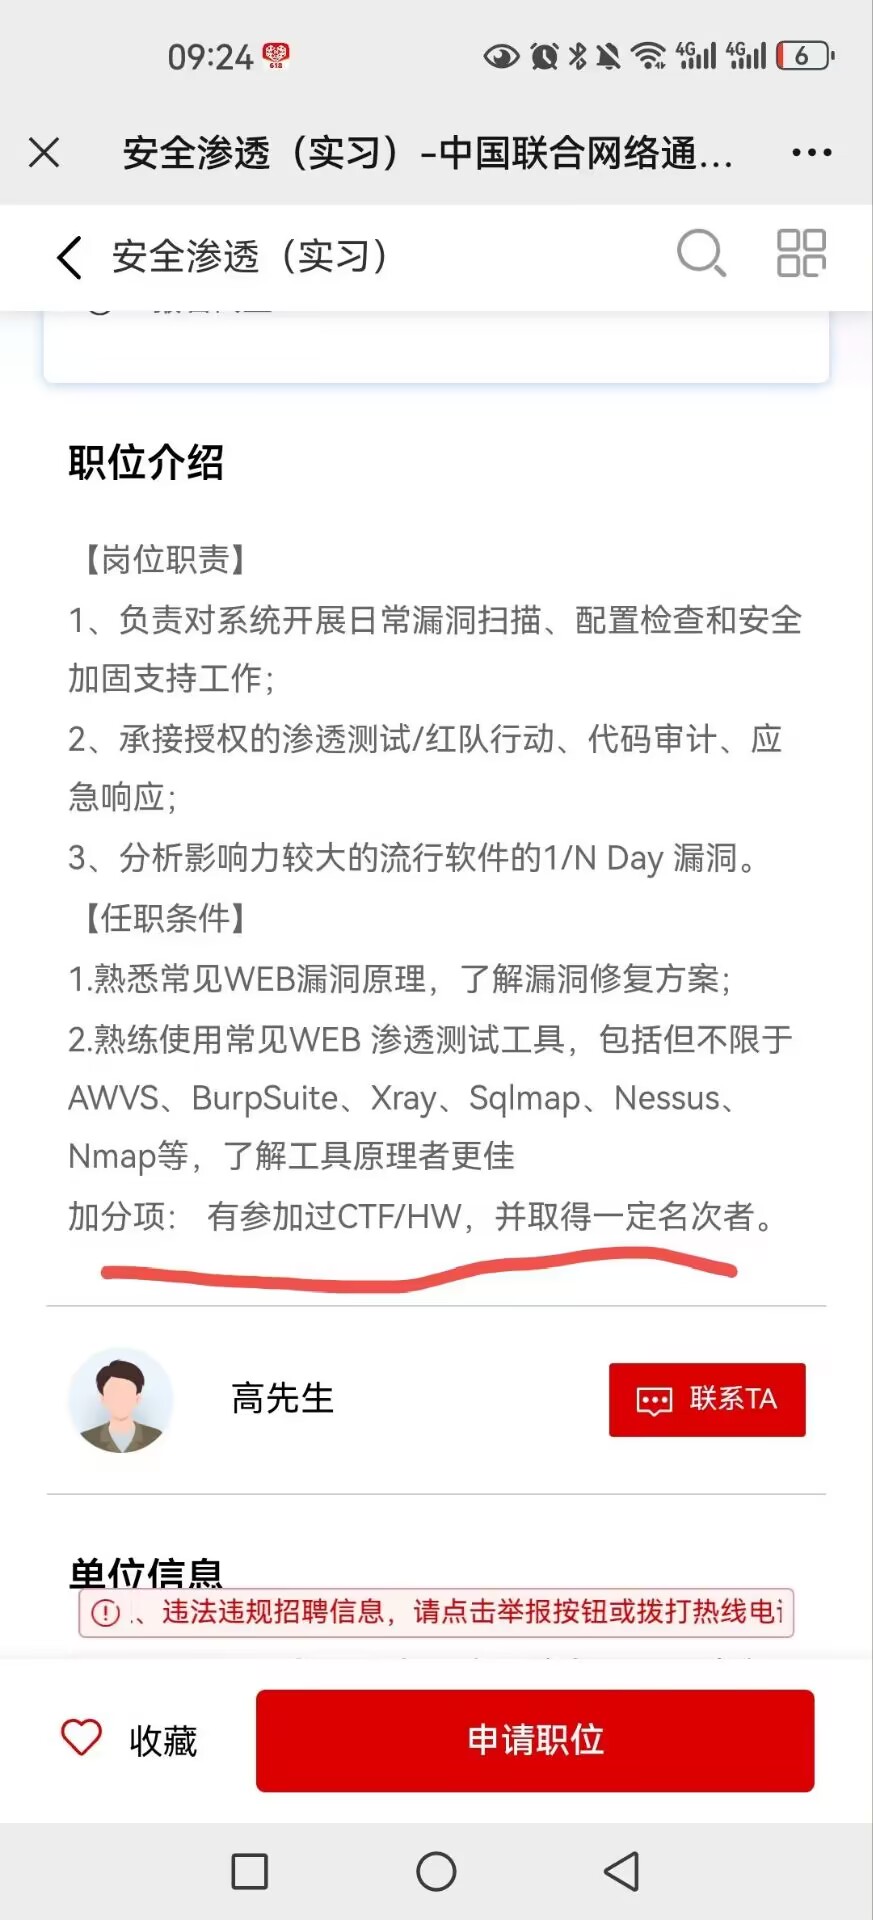 09:24
618
4G
4G
6
安全渗透（实习）-中国联合网络通...
安全渗透（实习）
职位介绍
【岗位职责】
1、负责对系统开展日常漏洞扫描、配置检查和安全
加固支持工作；
2、承接授权的渗透测试/红队行动、代码审计、应
急响应；
3、分析影响力较大的流行软件的1/N Day 漏洞。
【任职条件】
1.熟悉常见WEB漏洞原理，了解漏洞修复方案；
2.熟练使用常见WEB 渗透测试工具，包括但不限于
AWVS、BurpSuite、Xray、Sqlmap、Nessus、
Nmap等，了解工具原理者更佳
加分项： 有参加过CTF/HW，并取得一定名次者。
高先生
联系TA
单位信息
、违法违规招聘信息，请点击举报按钮或拨打热线电
收藏
申请职位